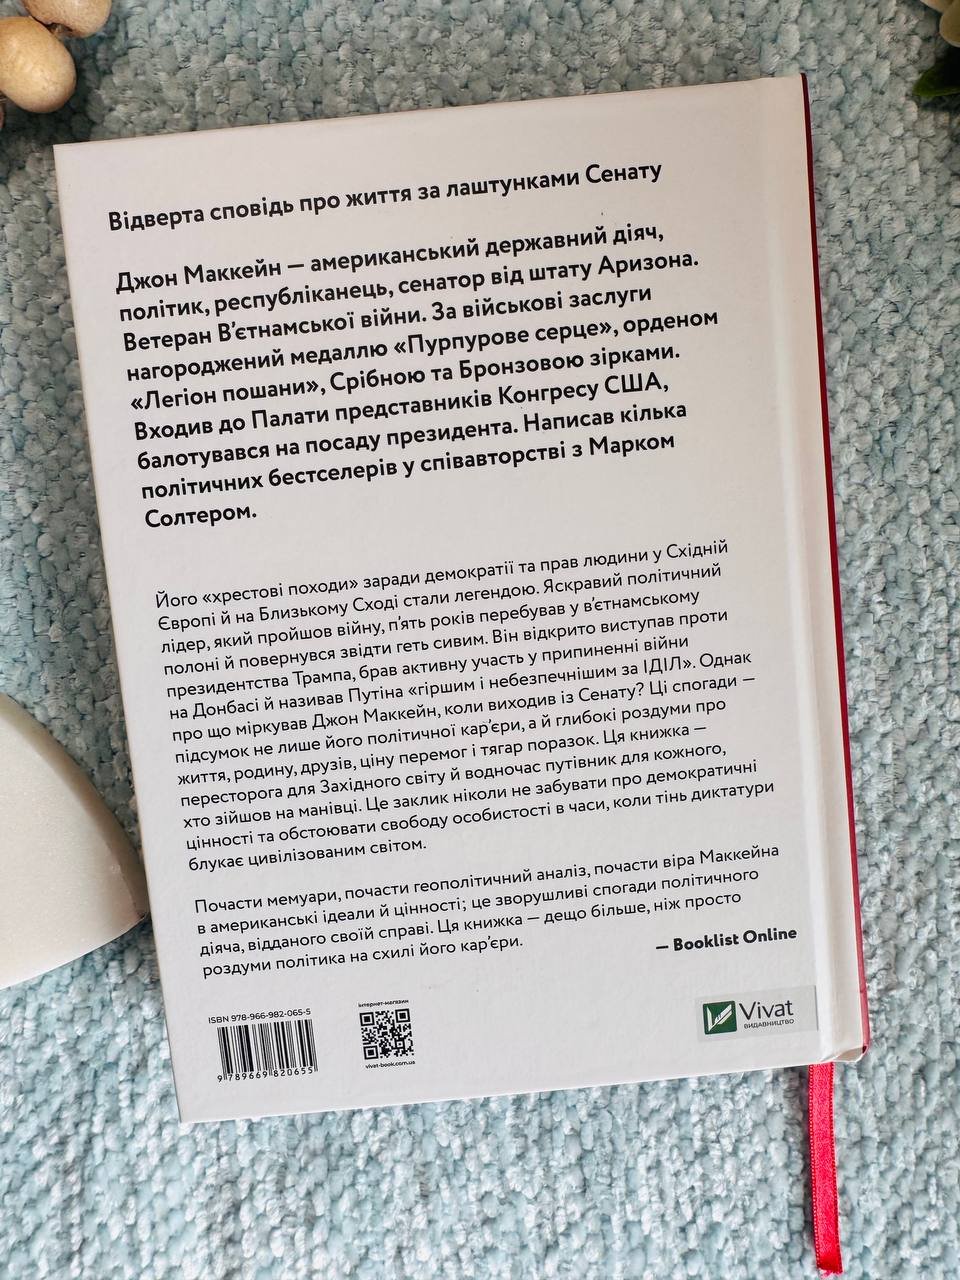 Відверта сповідь про життя за лаштунками Сенату
Джон Маккейн — американський державний діяч,
політик, республіканець, сенатор від штату Аризона.
Ветеран В'єтнамської війни. За військові заслуги
нагороджений медаллю «Пурпурове серце», орденом
«Легіон пошани», Срібною та Бронзовою зірками.
Входив до Палати представників Конгресу США,
балотувався на посаду президента. Написав кілька
політичних бестселерів у співавторстві з Марком
Солтером.
Його «хрестові походи» заради демократії та прав людини у Східній
Європі й на Близькому Сході стали легендою. Яскравий політичний
лідер, який пройшов війну, п'ять років перебував у в'єтнамському
полоні й повернувся звідти геть сивим. Він відкрито виступав проти
президентства Трампа, брав активну участь у припиненні війни
на Донбасі й називав Путіна «гіршим і небезпечнішим за ІДІЛ». Однак
про що міркував Джон Маккейн, коли виходив із Сенату? Ці спогади —
підсумок не лише його політичної кар'єри, а й глибокі роздуми про
життя, родину, друзів, ціну перемог і тягар поразок. Ця книжка —
пересторога для Західного світу й водночас путівник для кожного,
хто зійшов на манівці. Це заклик ніколи не забувати про демократичні
цінності та обстоювати свободу особистості в часи, коли тінь диктатури
блукає цивілізованим світом.
Почасти мемуари, почасти геополітичний аналіз, почасти віра Маккейна
в американські ідеали й цінності; це зворушливі спогади політичного
діяча, відданого своїй справі. Ця книжка — дещо більше, ніж просто
роздуми політика на схилі його кар'єри.
— Booklist Online
ISBN 978-966-982-065-5
9 789669 820655
інтернет-магазин
vivat-book.com.ua
Vivat
ВИДАВНИЦТВО